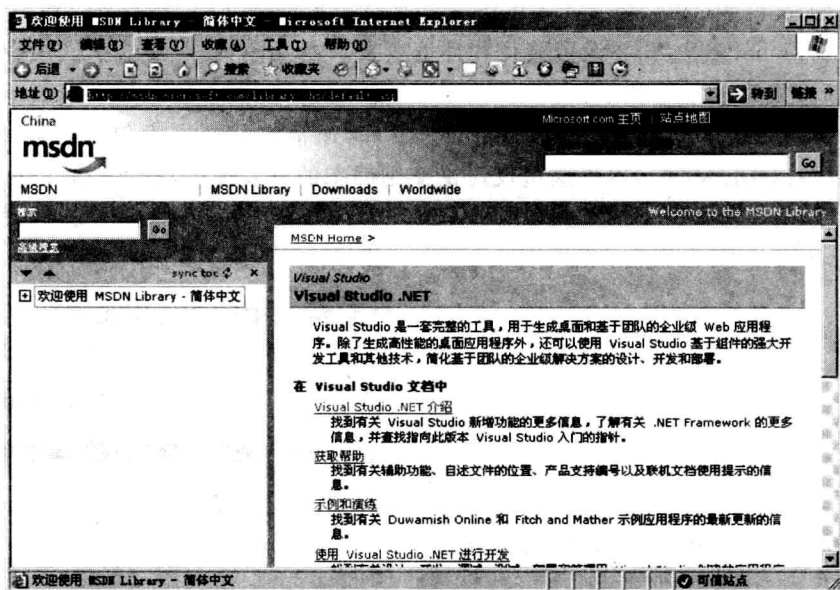 欢迎使用 MSDN Library - 简体中文 - Microsoft Internet Explorer
文件(F) 编辑(E) 查看(V) 收藏(A) 工具(T) 帮助(H)
后退 搜索 收藏夹
地址(D) 转到 链接 »
China Microsoft.com 主页 | 站点地图
msdn
Go
MSDN | MSDN Library | Downloads | Worldwide
搜索 Welcome to the MSDN Library
Go
高级搜索
MSDN Home >
sync toc ×
欢迎使用 MSDN Library - 简体中文
Visual Studio
Visual Studio .NET
Visual Studio 是一套完整的工具，用于生成桌面和基于团队的企业级 Web 应用程
序。除了生成高性能的桌面应用程序外，还可以使用 Visual Studio 基于组件的强大开
发工具和其他技术，简化基于团队的企业级解决方案的设计、开发和部署。
在 Visual Studio 文档中
Visual Studio .NET 介绍
找到有关 Visual Studio 新增功能的更多信息，了解有关 .NET Framework 的更多
信息，并查找指向此版本 Visual Studio 入门的指针。
获取帮助
找到有关辅助功能、自述文件的位置、产品支持编号以及联机文档使用提示的信
息。
示例和演练
找到有关 Duwamish Online 和 Fitch and Mather 示例应用程序的最新更新的信
息。
使用 Visual Studio .NET 进行开发
欢迎使用 MSDN Library - 简体中文 可信站点